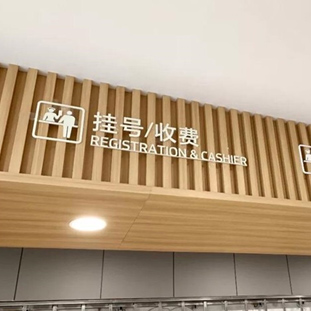 挂号/收费
REGISTRATION & CASHIER